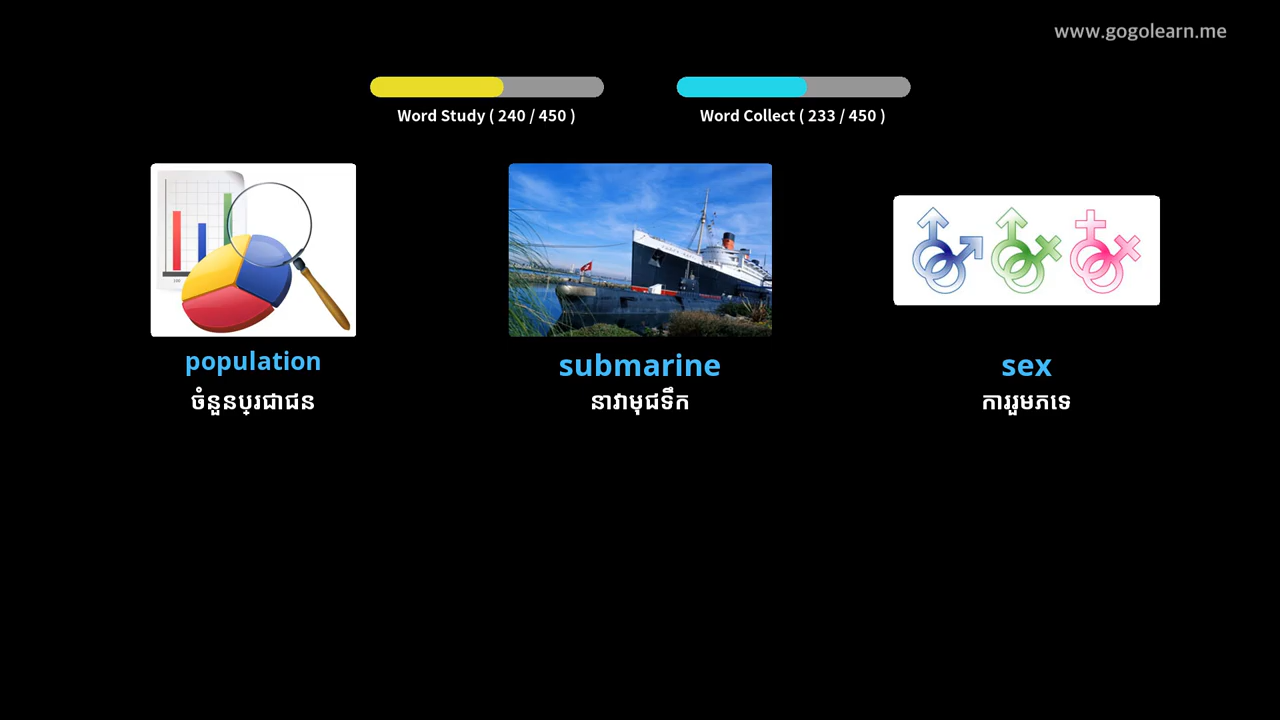 www.gogolearn.me
Word Study ( 240 / 450 )
Word Collect ( 233 / 450 )
population
submarine
sex
ចំនួនប្រជាជន
នាវាមុជទឹក
ការរួមភេទ